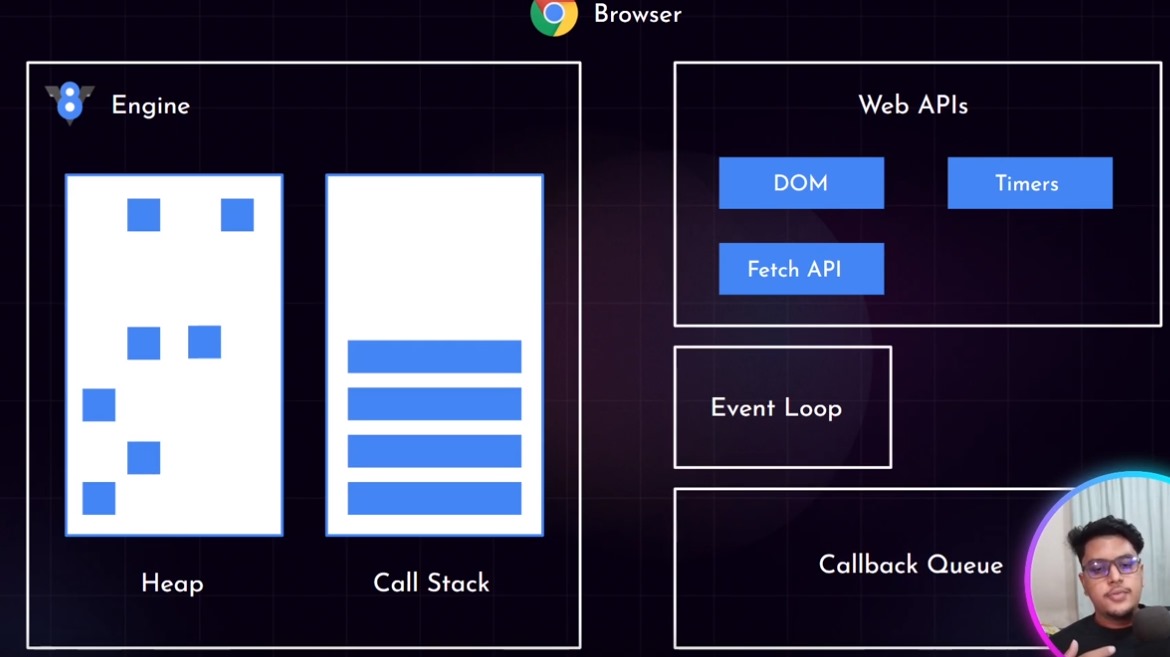 Browser
Engine
Heap
Call Stack
Web APIs
DOM
Timers
Fetch API
Event Loop
Callback Queue